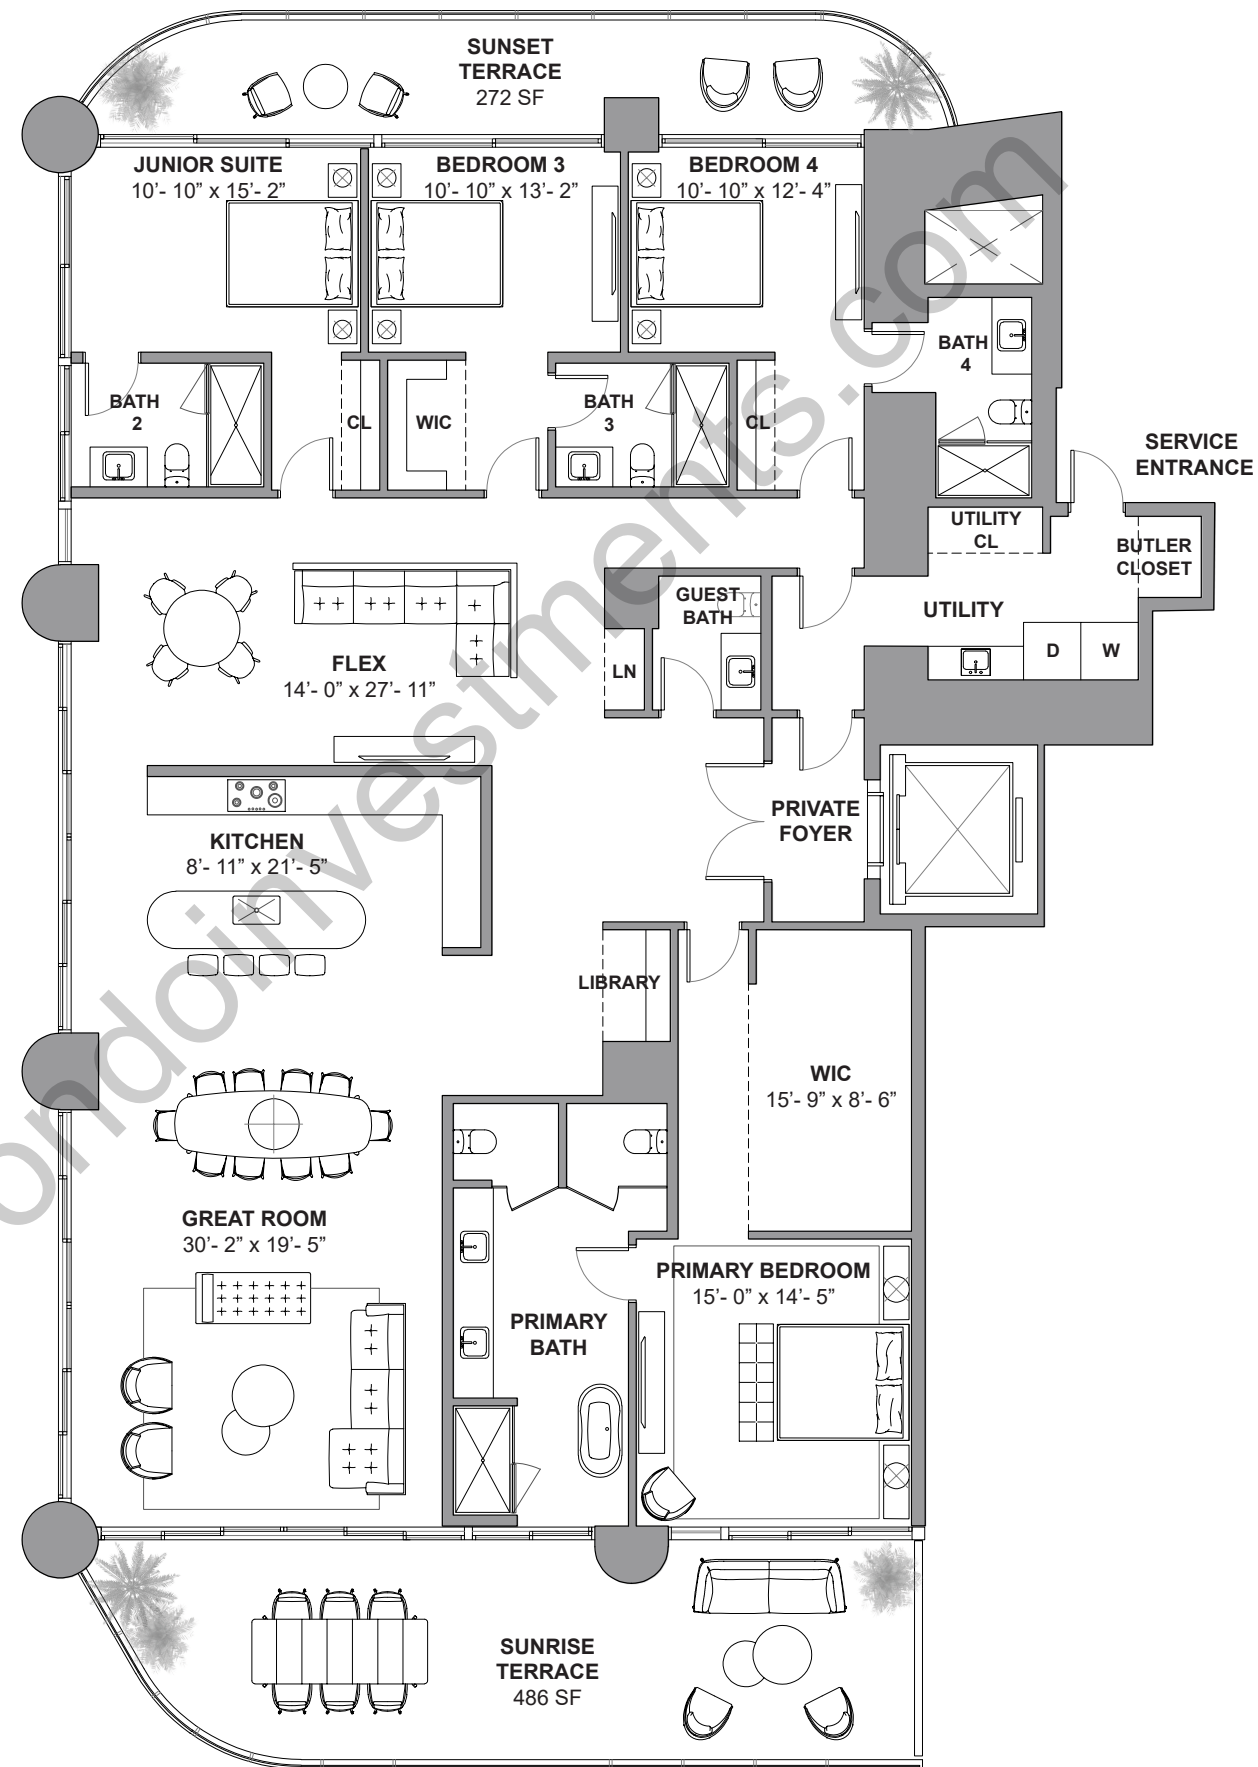 SUNSET
TERRACE
272 SF
JUNIOR SUITE
10'- 10” x 15'- 2”
BEDROOM 3
10'- 10” x 13'- 2”
BEDROOM 4
10'- 10” x 12'- 4”
BATH
2
CL
WIC
BATH
3
CL
BATH
4
SERVICE
ENTRANCE
UTILITY
CL
BUTLER
CLOSET
GUEST
BATH
UTILITY
LN
D
W
FLEX
14'- 0” x 27'- 11”
PRIVATE
FOYER
KITCHEN
8'- 11” x 21'- 5”
LIBRARY
WIC
15'- 9” x 8'- 6”
GREAT ROOM
30'- 2” x 19'- 5”
PRIMARY BEDROOM
15'- 0” x 14'- 5”
PRIMARY
BATH
SUNRISE
TERRACE
486 SF
ondoinvestments.com